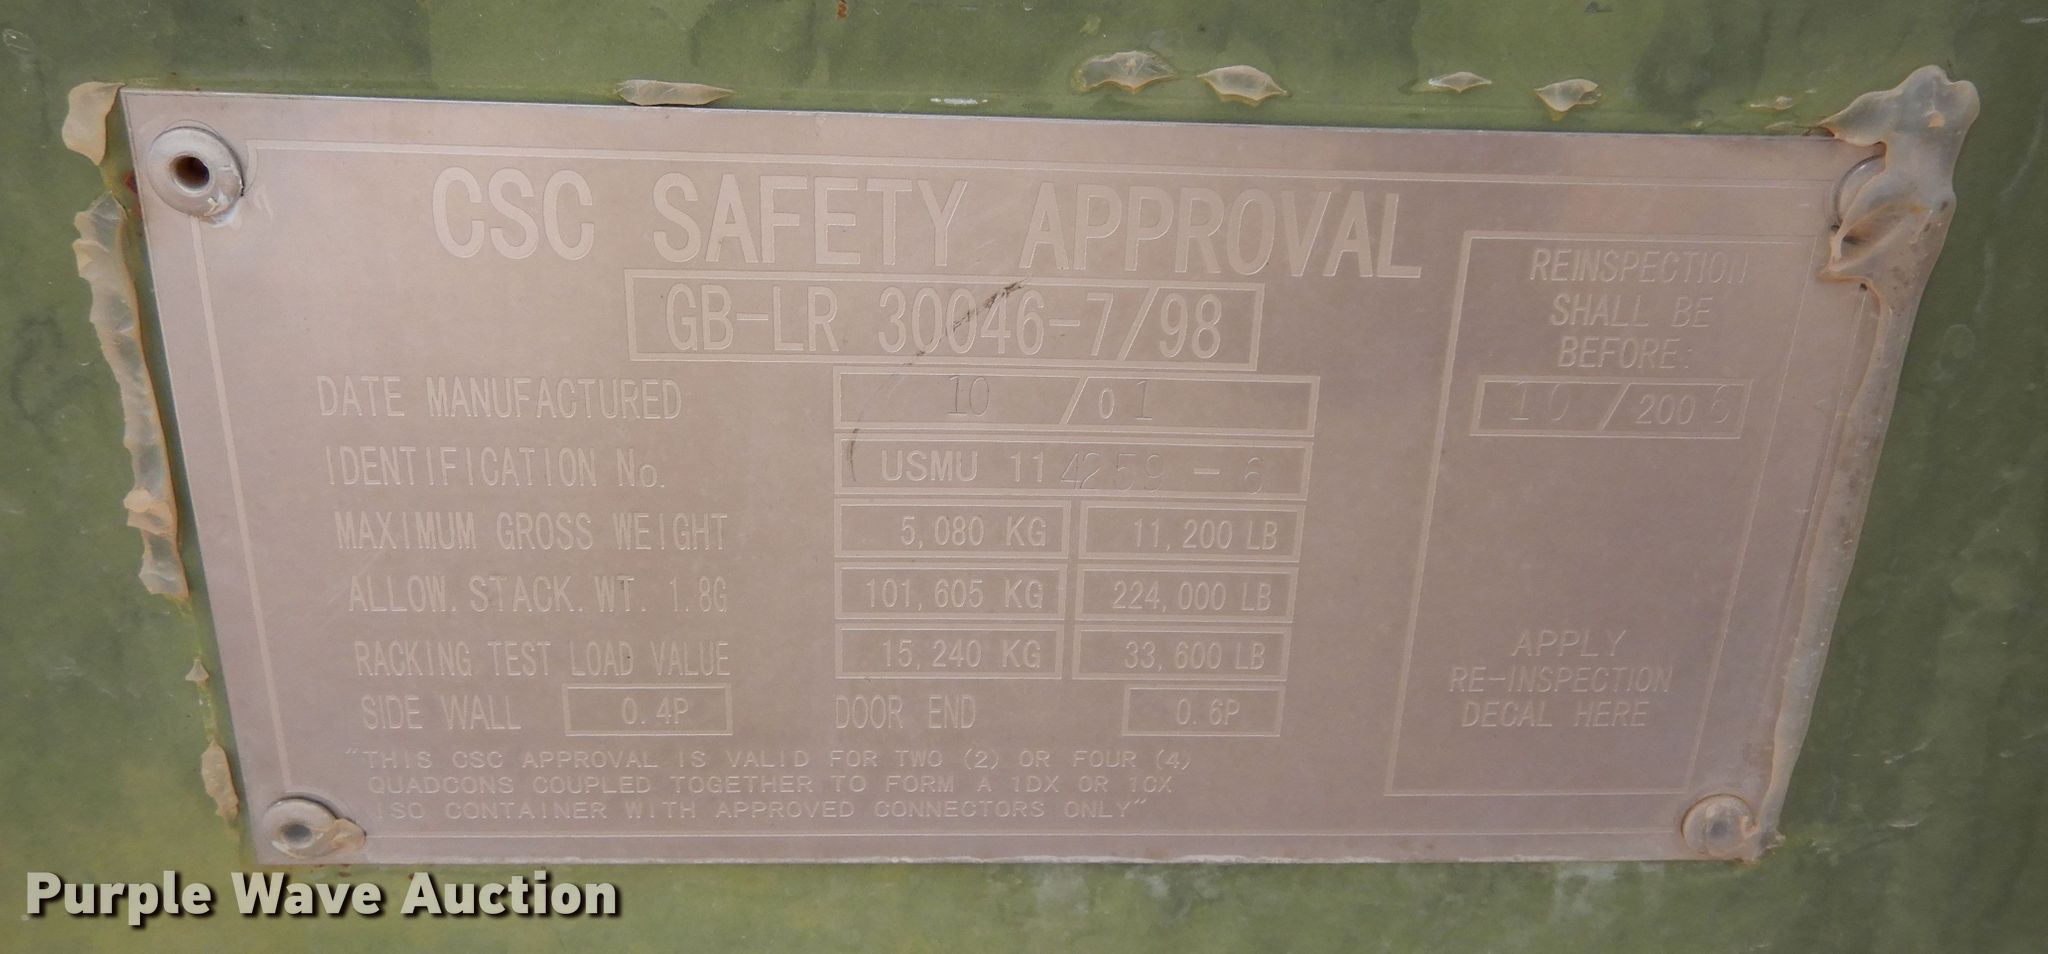 CSC SAFETY APPROVAL
GB-LR 30046-7/98
DATE MANUFACTURED 10 / 01
IDENTIFICATION No. USMU 114259-6
MAXIMUM GROSS WEIGHT 5,080 KG 11,200 LB
ALLOW. STACK. WT. 1.8G 101,605 KG 224,000 LB
RACKING TEST LOAD VALUE 15,240 KG 33,600 LB
SIDE WALL 0.4P DOOR END 0.6P
"THIS CSC APPROVAL IS VALID FOR TWO (2) OR FOUR (4)
QUADCONS COUPLED TOGETHER TO FORM A 1DX OR 1CX
ISO CONTAINER WITH APPROVED CONNECTORS ONLY"
REINSPECTION
SHALL BE
BEFORE:
10 / 2006
APPLY
RE-INSPECTION
DECAL HERE
Purple Wave Auction